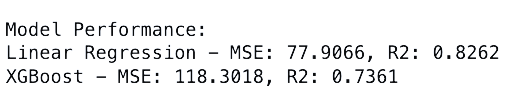 Model Performance:
Linear Regression – MSE: 77.9066, R2: 0.8262
XGBoost – MSE: 118.3018, R2: 0.7361